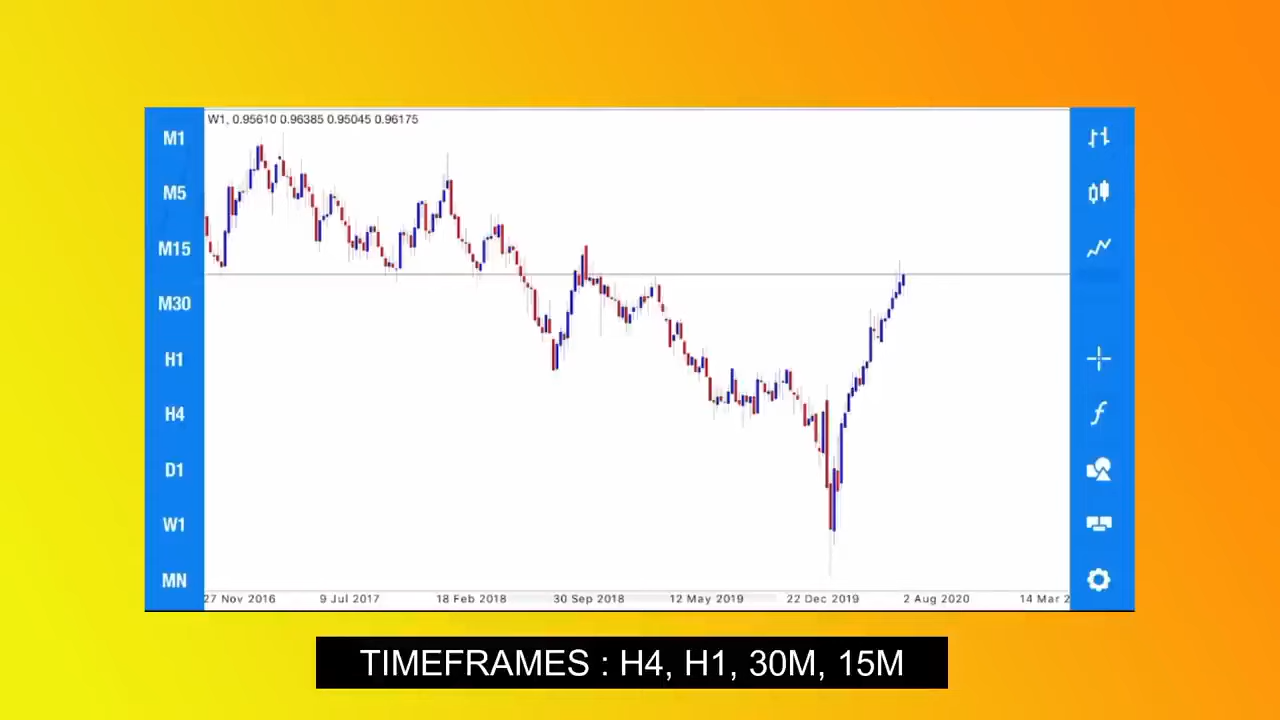 W1, 0.95610 0.96385 0.95045 0.96175
M1
M5
M15
M30
H1
H4
D1
W1
MN
27 Nov 2016 9 Jul 2017 18 Feb 2018 30 Sep 2018 12 May 2019 22 Dec 2019 2 Aug 2020 14 Mar 2
TIMEFRAMES : H4, H1, 30M, 15M